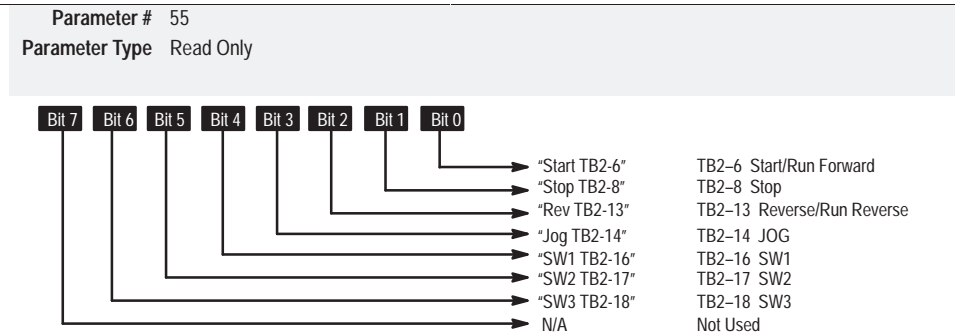 Parameter # 55
Parameter Type Read Only
Bit 7 Bit 6 Bit 5 Bit 4 Bit 3 Bit 2 Bit 1 Bit 0
“Start TB2-6” TB2–6 Start/Run Forward
“Stop TB2-8” TB2–8 Stop
“Rev TB2-13” TB2–13 Reverse/Run Reverse
“Jog TB2-14” TB2–14 JOG
“SW1 TB2-16” TB2–16 SW1
“SW2 TB2-17” TB2–17 SW2
“SW3 TB2-18” TB2–18 SW3
N/A Not Used